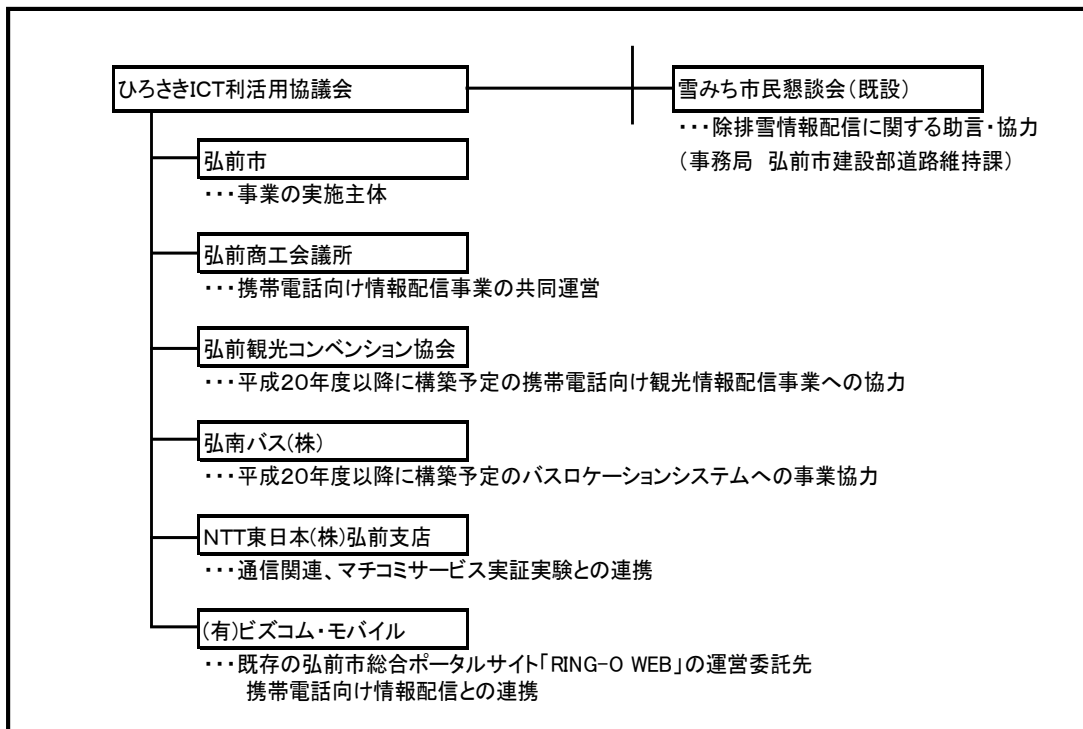 ひろさきICT利活用協議会
雪みち市民懇談会(既設)
・・・除排雪情報配信に関する助言・協力
(事務局　弘前市建設部道路維持課)
弘前市
・・・事業の実施主体
弘前商工会議所
・・・携帯電話向け情報配信事業の共同運営
弘前観光コンベンション協会
・・・平成20年度以降に構築予定の携帯電話向け観光情報配信事業への協力
弘南バス(株)
・・・平成20年度以降に構築予定のバスロケーションシステムへの事業協力
NTT東日本(株)弘前支店
・・・通信関連、マチコミサービス実証実験との連携
(有)ビズコム・モバイル
・・・既存の弘前市総合ポータルサイト「RING-O WEB」の運営委託先
携帯電話向け情報配信との連携